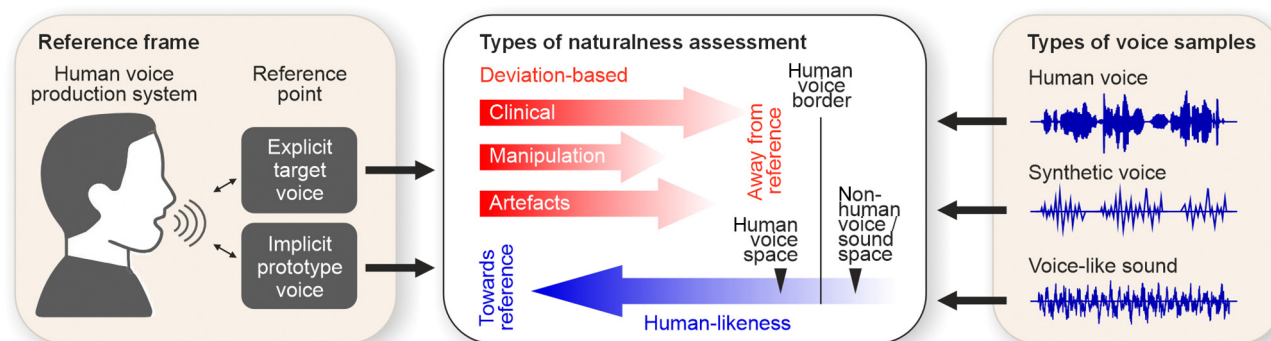 Reference frame
Human voice
production system
Reference
point
Explicit
target
voice
Implicit
prototype
voice
Types of naturalness assessment
Deviation-based
Clinical
Manipulation
Artefacts
Away from
reference
Human
voice
border
Human
voice
space
Non-
human
voice/
sound
space
Towards
reference
Human-likeness
Types of voice samples
Human voice
Synthetic voice
Voice-like sound